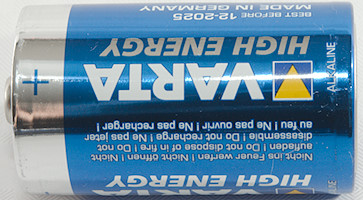 VARTA
HIGH ENERGY
Nicht ins Feuer werfen ! Nicht öffnen ! Nicht
aufladen ! Do not dispose of in fire ! Do not
disassemble ! Do not recharge ! Ne pas jeter
au feu ! Ne pas ouvrir ! Ne pas recharger !
VARTA
ALKALINE
HIGH ENERGY
BEST BEFORE
12-2025
MADE IN GERMANY
+